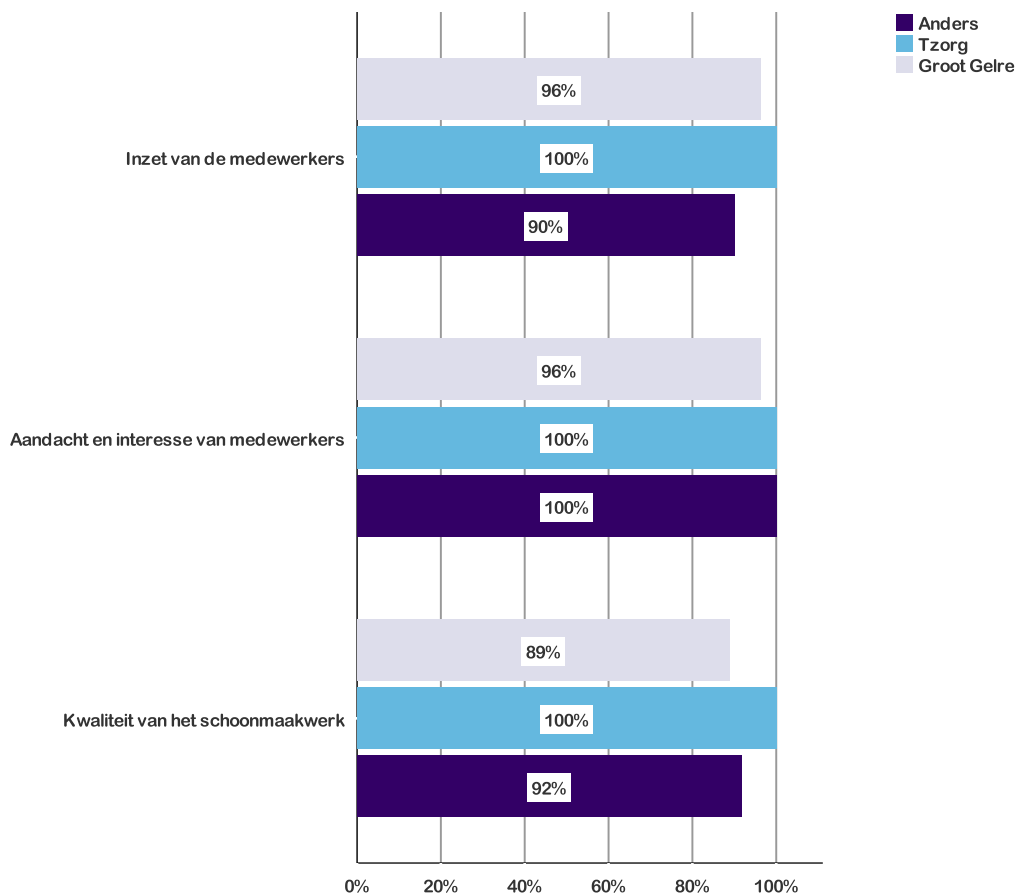 Anders
Tzorg
Groot Gelre
96%
Inzet van de medewerkers
100%
90%
96%
Aandacht en interesse van medewerkers
100%
100%
89%
Kwaliteit van het schoonmaakwerk
100%
92%
0% 20% 40% 60% 80% 100%